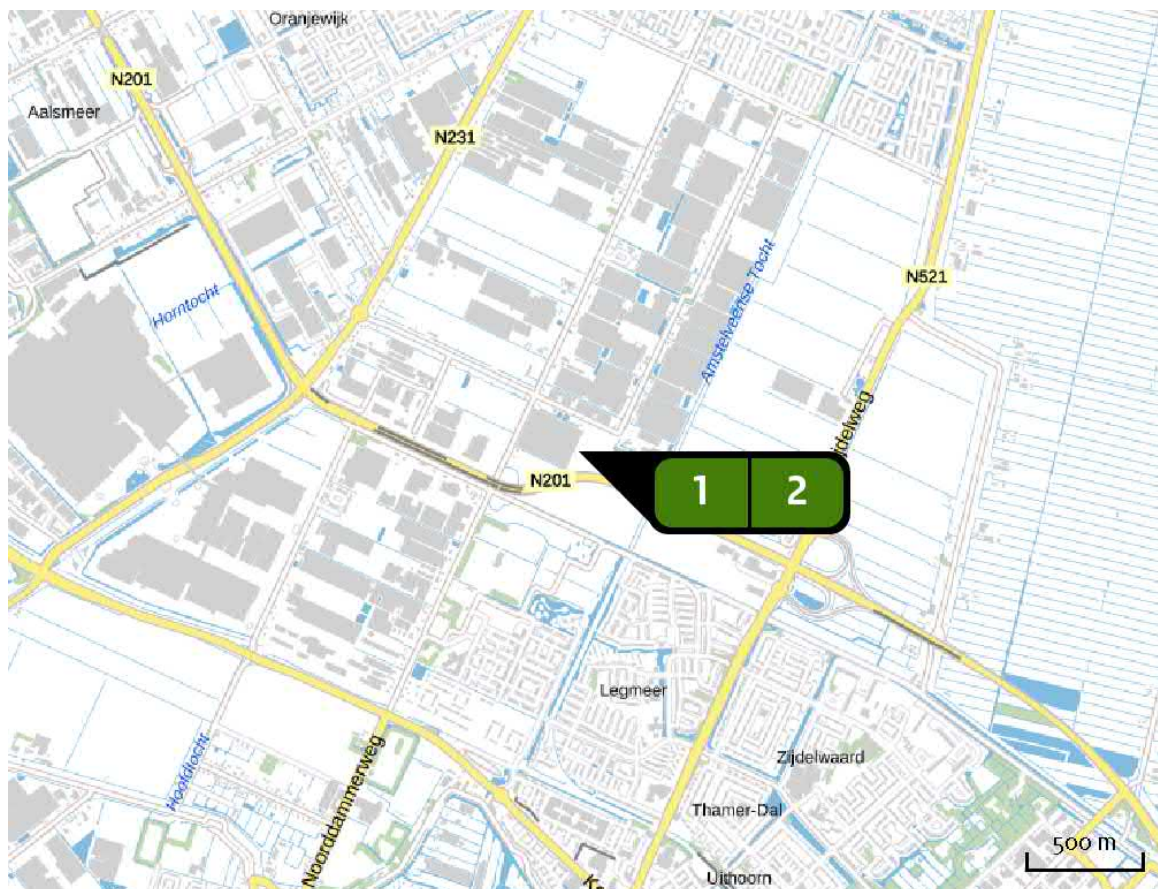 Oranjewijk
N201
Aalsmeer
N231
Horntocht
Amstelveense Tocht
N521
N201
1
2
Legmeer
Zijdelwaard
Hoofdtocht
Noorddammerweg
Thamer-Dal
500 m
Uithoorn